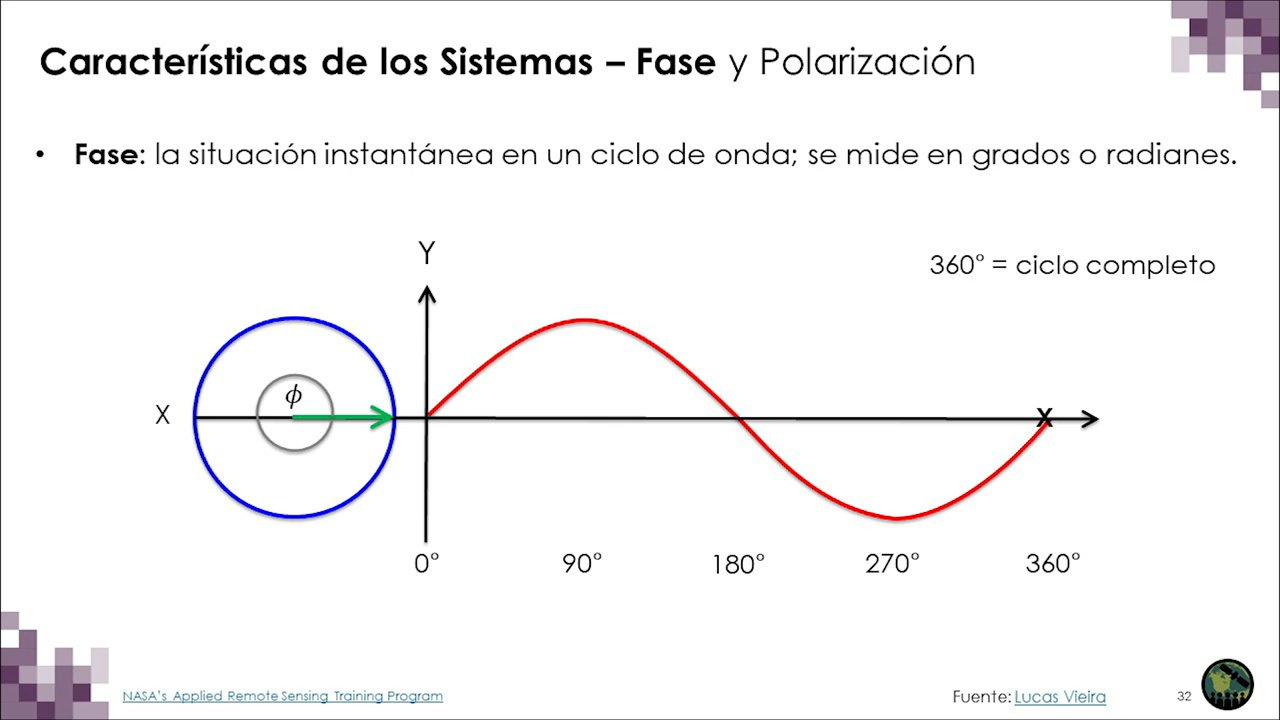 Características de los Sistemas – Fase y Polarización
• Fase: la situación instantánea en un ciclo de onda; se mide en grados o radianes.
Y
360° = ciclo completo
ϕ
X
X
0° 90° 180° 270° 360°
NASA's Applied Remote Sensing Training Program
Fuente: Lucas Vieira
32